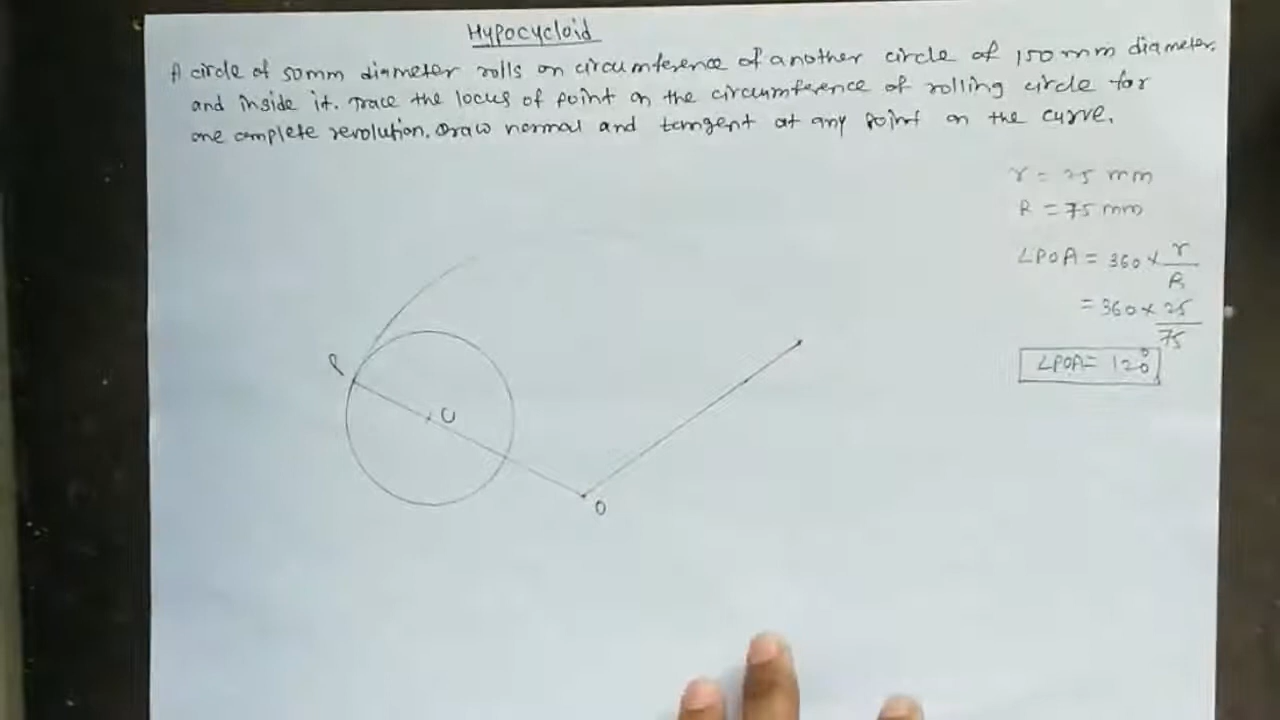 Hypocycloid
A circle of 50mm diameter rolls on circumference of another circle of 150mm diameter.
and inside it. Trace the locus of point on the circumference of rolling circle for
one complete revolution. Draw normal and tangent at any point on the curve.
r = 25 mm
R = 75 mm
∠POA = 360 × r/R
= 360 × 25/75
∠POA = 120°
P
C
O